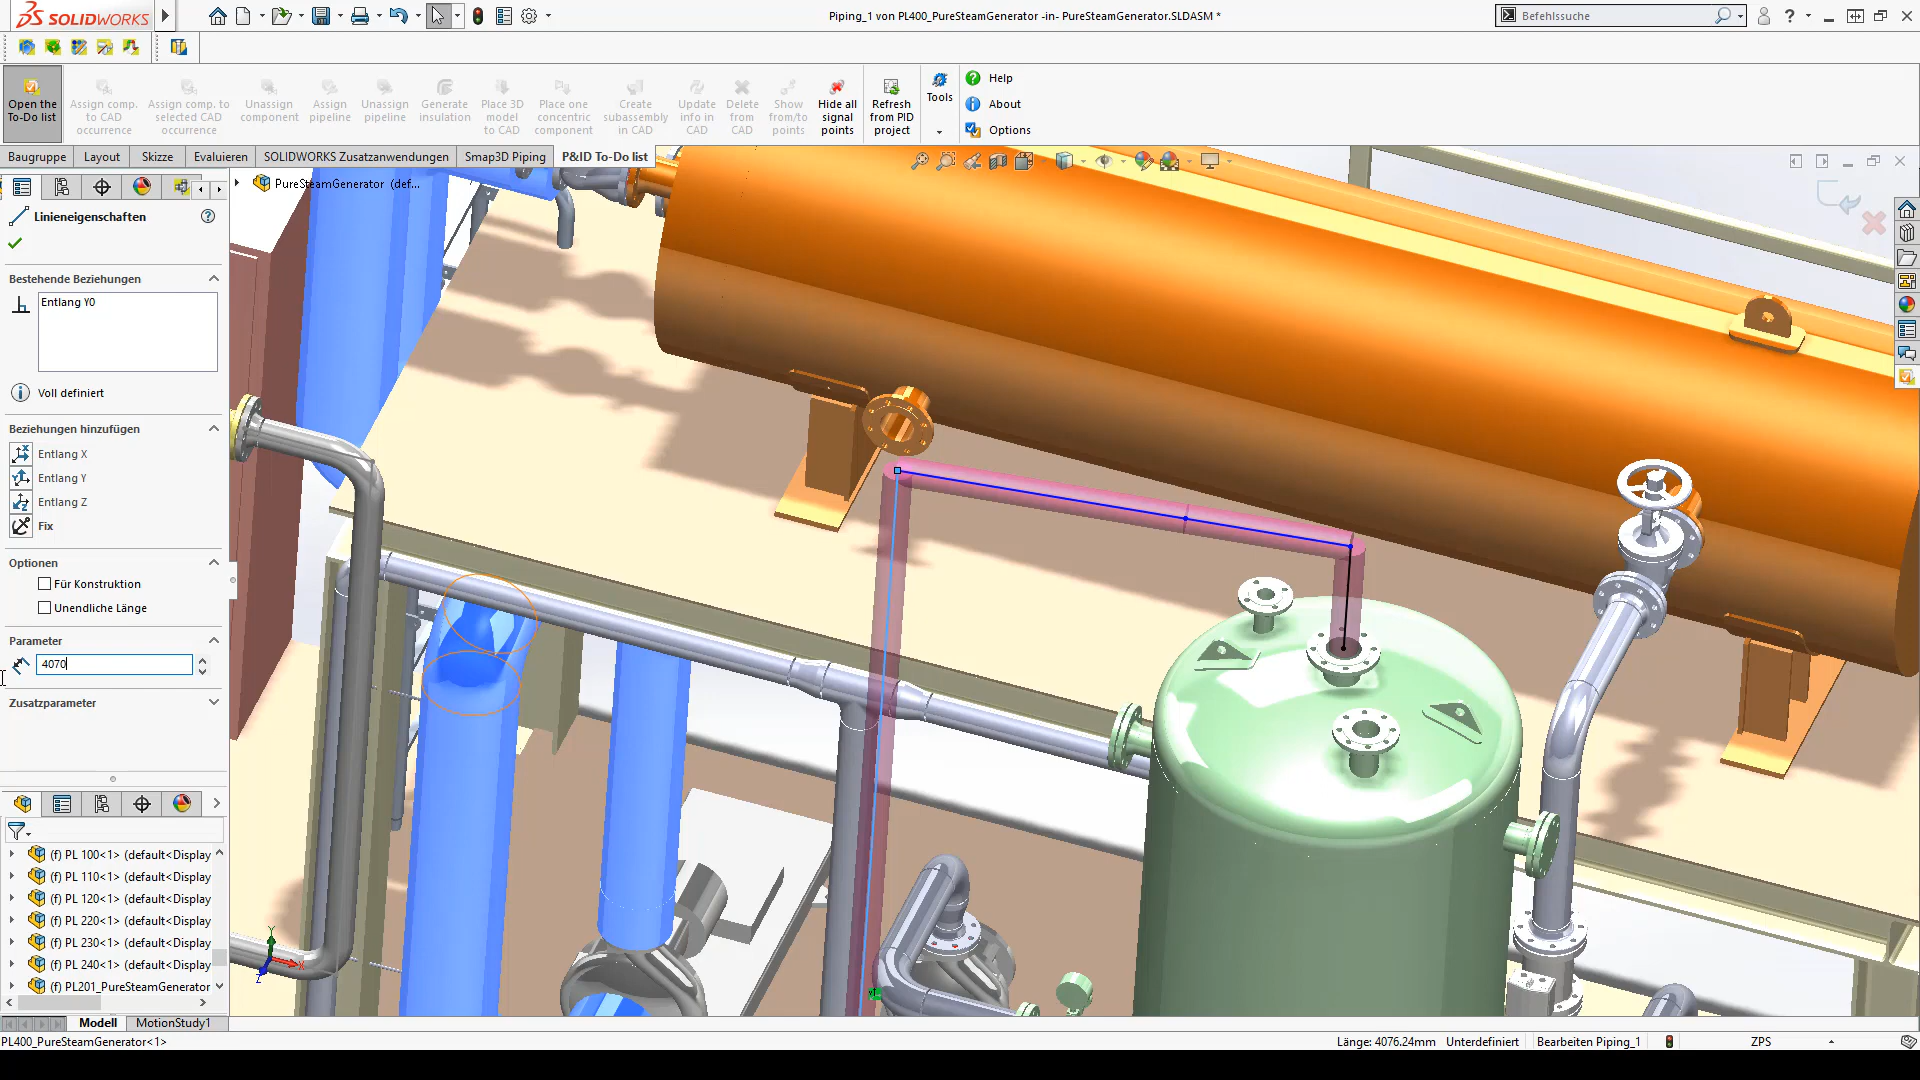 SOLIDWORKS
Piping_1 von PL400_PureSteamGenerator -in- PureSteamGenerator.SLDASM *
Befehlssuche
Open the To-Do list
Assign comp. to CAD occurrence
Assign comp. to selected CAD occurrence
Unassign component
Assign pipeline
Unassign pipeline
Generate insulation
Place 3D model to CAD
Place one concentric component
Create subassembly in CAD
Update info in CAD
Delete from CAD
Show from/to points
Hide all signal points
Refresh from PID project
Tools
Help
About
Options
Baugruppe
Layout
Skizze
Evaluieren
SOLIDWORKS Zusatzanwendungen
Smap3D Piping
P&ID To-Do list
PureSteamGenerator (def...
Linieneigenschaften
Bestehende Beziehungen
Entlang Y0
Voll definiert
Beziehungen hinzufügen
Entlang X
Entlang Y
Entlang Z
Fix
Optionen
Für Konstruktion
Unendliche Länge
Parameter
4070
Zusatzparameter
(f) PL 100<1> (default<Display
(f) PL 110<1> (default<Display
(f) PL 120<1> (default<Display
(f) PL 220<1> (default<Display
(f) PL 230<1> (default<Display
(f) PL 240<1> (default<Display
(f) PL201_PureSteamGenerator
Y
X
Z
Modell
MotionStudy1
PL400_PureSteamGenerator<1>
Länge: 4076.24mm
Unterdefiniert
Bearbeiten Piping_1
ZPS